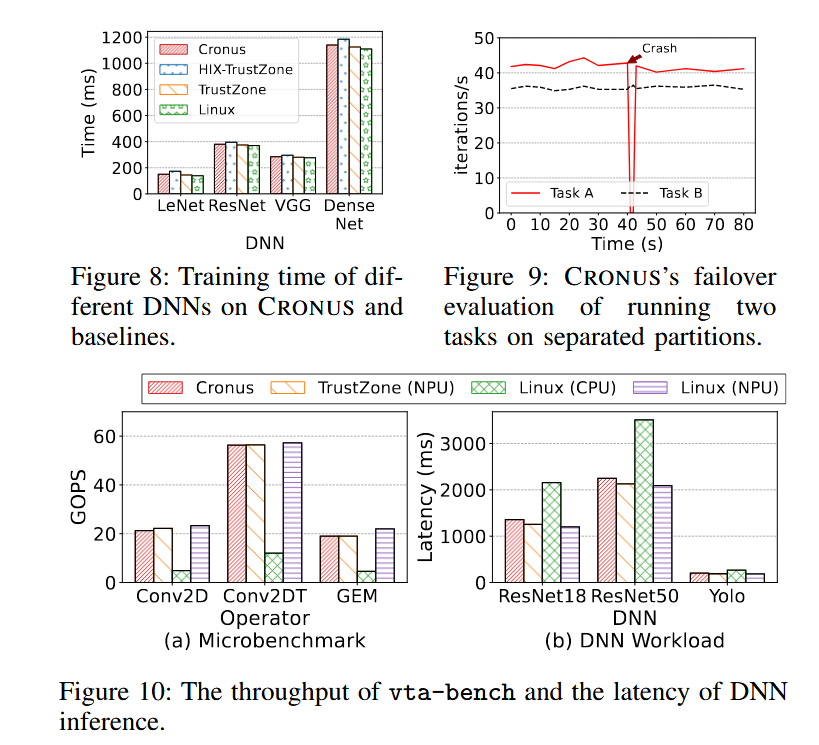 1200
1000
800
600
400
200
0
Time (ms)
Cronus
HIX-TrustZone
TrustZone
Linux
LeNet ResNet VGG Dense
Net
DNN
Figure 8: Training time of dif-
ferent DNNs on CRONUS and
baselines.
50
40
30
20
10
0
iterations/s
Crash
Task A Task B
0 10 20 30 40 50 60 70 80
Time (s)
Figure 9: CRONUS's failover
evaluation of running two
tasks on separated partitions.
Cronus TrustZone (NPU) Linux (CPU) Linux (NPU)
60
40
20
0
GOPS
Conv2D Conv2DT GEM
Operator
(a) Microbenchmark
3000
2000
1000
0
Latency (ms)
ResNet18 ResNet50 Yolo
DNN
(b) DNN Workload
Figure 10: The throughput of vta-bench and the latency of DNN
inference.